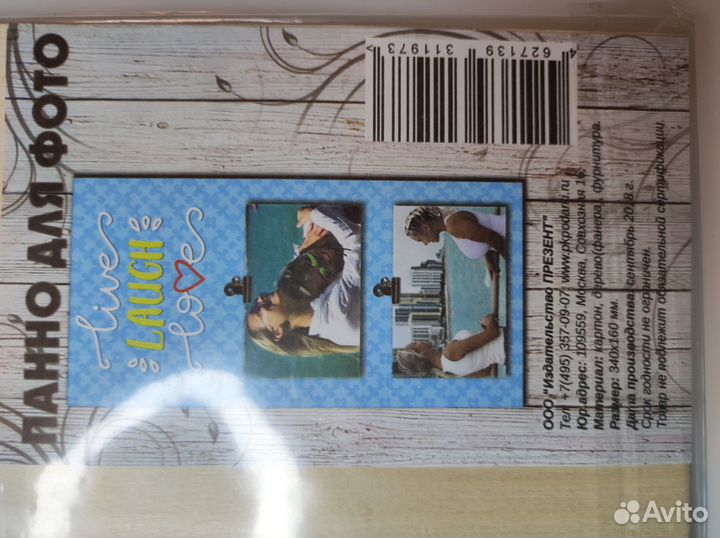 ПАННО ДЛЯ ФОТО
live
LAUGH
love
4 627139 311973 >
ООО "Издательство ПРЕЗЕНТ"
Тел. +7(495) 357-09-07, www.pkprodaru.ru
Юр. адрес: 109559, Москва, Совхозная 16,
Материал: картон, дерево(фанера), фурнитура.
Размер: 340х160 мм.
Дата производства: сентябрь 2018 г.
Срок годности не ограничен.
Товар не подлежит обязательной сертификации.
Avito